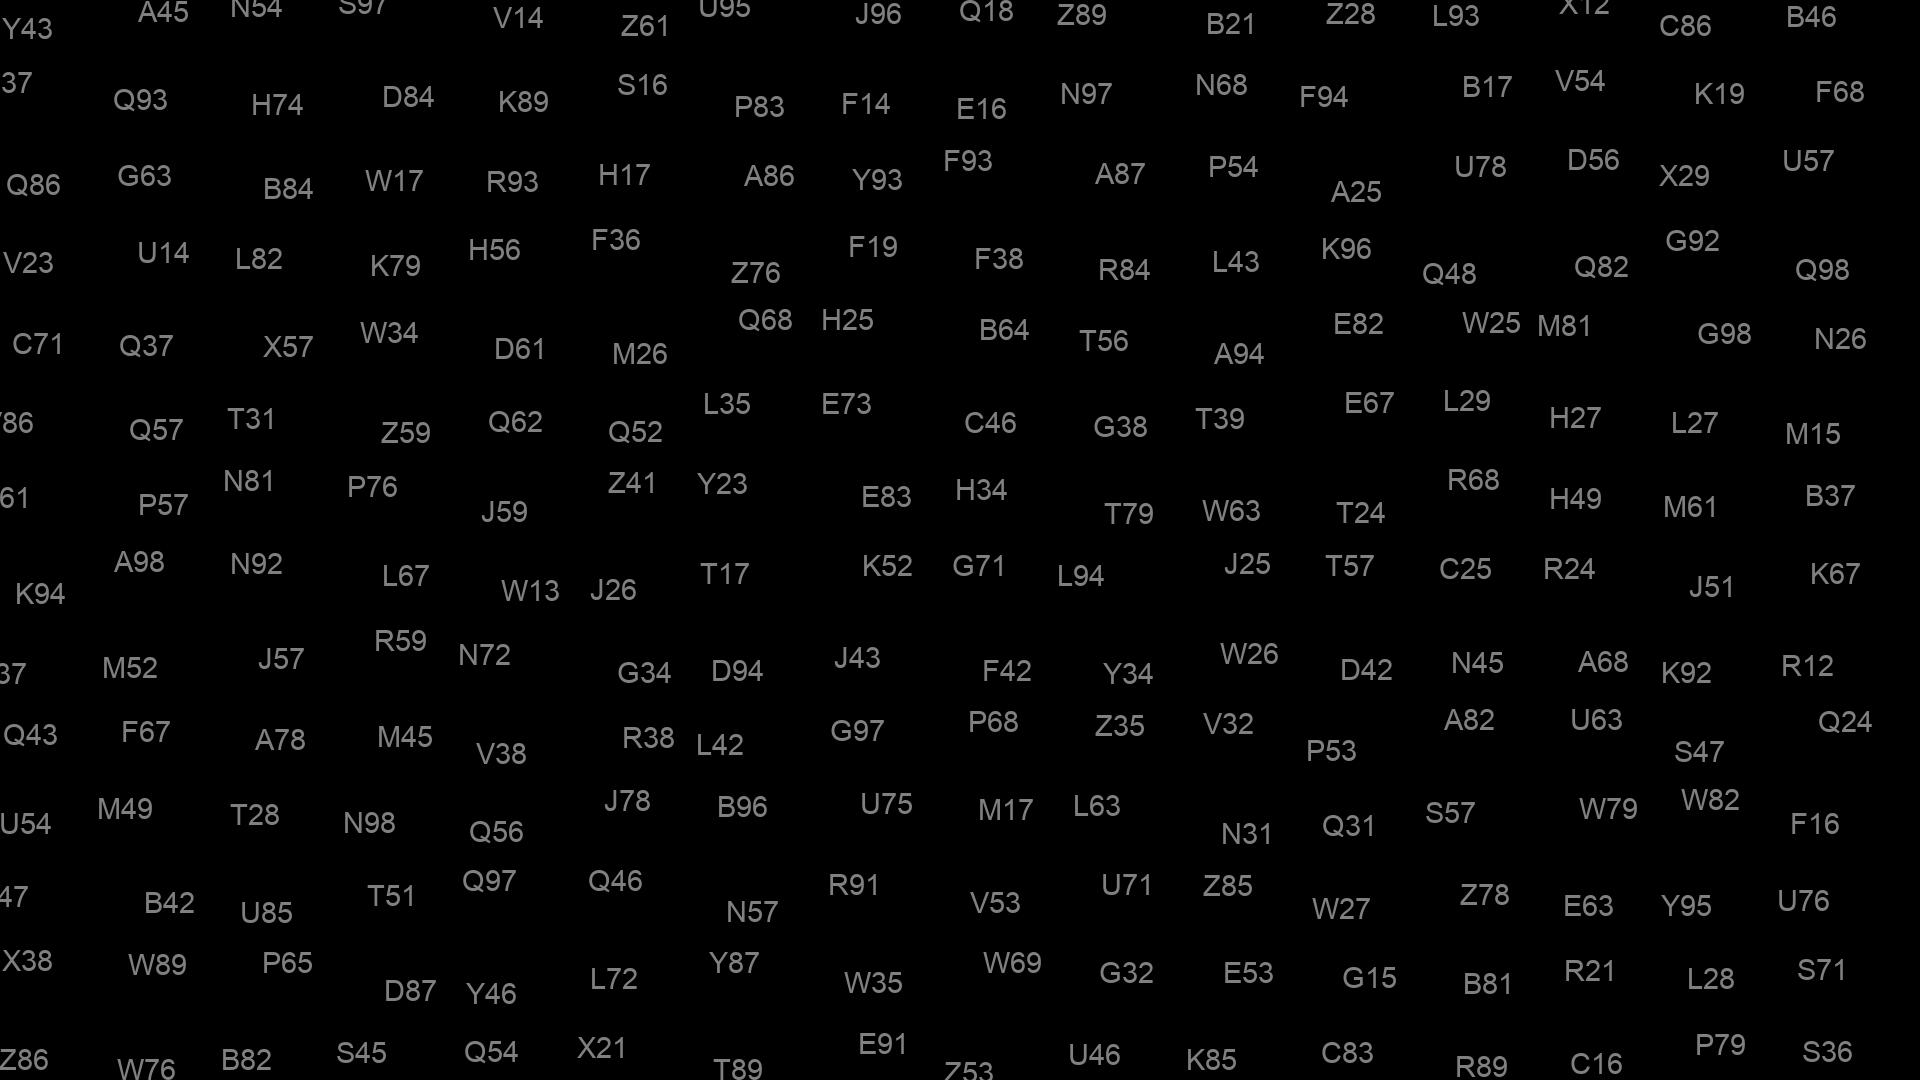 Y43 A45 N54 S97 V14 Z61 U95 J96 Q18 Z89 B21 Z28 L93 X12 C86 B46
37 Q93 H74 D84 K89 S16 P83 F14 E16 N97 N68 F94 B17 V54 K19 F68
Q86 G63 B84 W17 R93 H17 A86 Y93 F93 A87 P54 A25 U78 D56 X29 U57
V23 U14 L82 K79 H56 F36 Z76 F19 F38 R84 L43 K96 Q48 Q82 G92 Q98
C71 Q37 X57 W34 D61 M26 Q68 H25 B64 T56 A94 E82 W25 M81 G98 N26
86 Q57 T31 Z59 Q62 Q52 L35 E73 C46 G38 T39 E67 L29 H27 L27 M15
61 P57 N81 P76 J59 Z41 Y23 E83 H34 T79 W63 T24 R68 H49 M61 B37
K94 A98 N92 L67 W13 J26 T17 K52 G71 L94 J25 T57 C25 R24 J51 K67
37 M52 J57 R59 N72 G34 D94 J43 F42 Y34 W26 D42 N45 A68 K92 R12
Q43 F67 A78 M45 V38 R38 L42 G97 P68 Z35 V32 P53 A82 U63 S47 Q24
U54 M49 T28 N98 Q56 J78 B96 U75 M17 L63 N31 Q31 S57 W79 W82 F16
47 B42 U85 T51 Q97 Q46 N57 R91 V53 U71 Z85 W27 Z78 E63 Y95 U76
X38 W89 P65 D87 Y46 L72 Y87 W35 W69 G32 E53 G15 B81 R21 L28 S71
Z86 W76 B82 S45 Q54 X21 T89 E91 Z53 U46 K85 C83 R89 C16 P79 S36